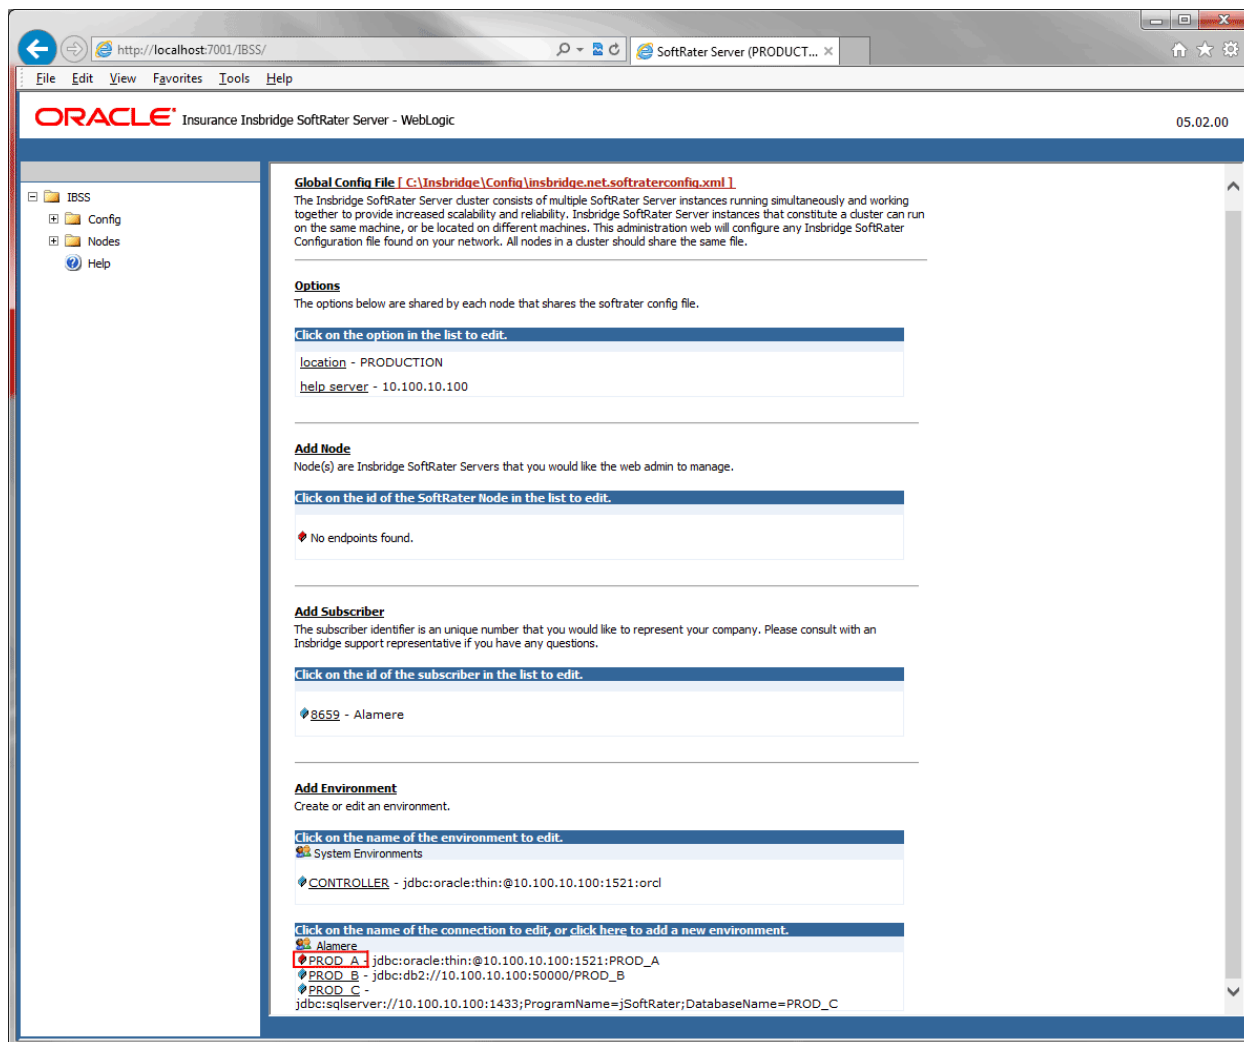 http://localhost:7001/IBSS/
SoftRater Server (PRODUCT...
File Edit View Favorites Tools Help
ORACLE Insurance Insbridge SoftRater Server - WebLogic
05.02.00
IBSS
Config
Nodes
Help
Global Config File [ C:\Insbridge\Config\insbridge.net.softraterconfig.xml ]
The Insbridge SoftRater Server cluster consists of multiple SoftRater Server instances running simultaneously and working
together to provide increased scalability and reliability. Insbridge SoftRater Server instances that constitute a cluster can run
on the same machine, or be located on different machines. This administration web will configure any Insbridge SoftRater
Configuration file found on your network. All nodes in a cluster should share the same file.
Options
The options below are shared by each node that shares the softrater config file.
Click on the option in the list to edit.
location - PRODUCTION
help server - 10.100.10.100
Add Node
Node(s) are Insbridge SoftRater Servers that you would like the web admin to manage.
Click on the id of the SoftRater Node in the list to edit.
No endpoints found.
Add Subscriber
The subscriber identifier is an unique number that you would like to represent your company. Please consult with an
Insbridge support representative if you have any questions.
Click on the id of the subscriber in the list to edit.
8659 - Alamere
Add Environment
Create or edit an environment.
Click on the name of the environment to edit.
System Environments
CONTROLLER - jdbc:oracle:thin:@10.100.10.100:1521:orcl
Click on the name of the connection to edit, or click here to add a new environment.
Alamere
PROD_A - jdbc:oracle:thin:@10.100.10.100:1521:PROD_A
PROD_B - jdbc:db2://10.100.10.100:50000/PROD_B
PROD_C -
jdbc:sqlserver://10.100.10.100:1433;ProgramName=jSoftRater;DatabaseName=PROD_C